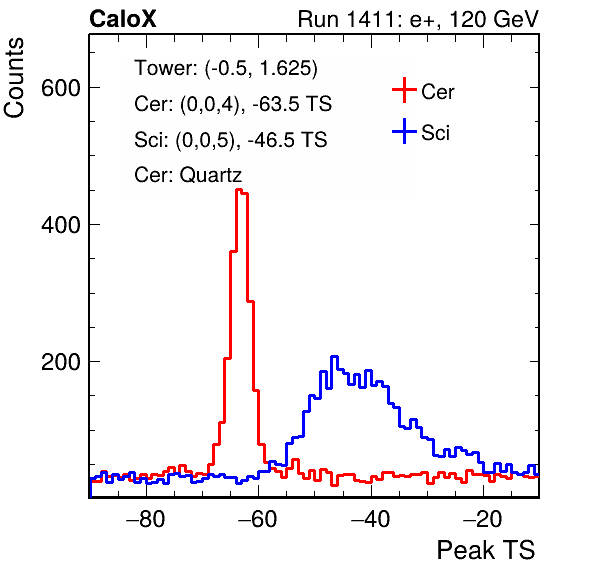 CaloX Run 1411: e+, 120 GeV
Counts
Tower: (-0.5, 1.625)
Cer: (0,0,4), -63.5 TS
Sci: (0,0,5), -46.5 TS
Cer: Quartz
Cer
Sci
600
400
200
−80 −60 −40 −20
Peak TS